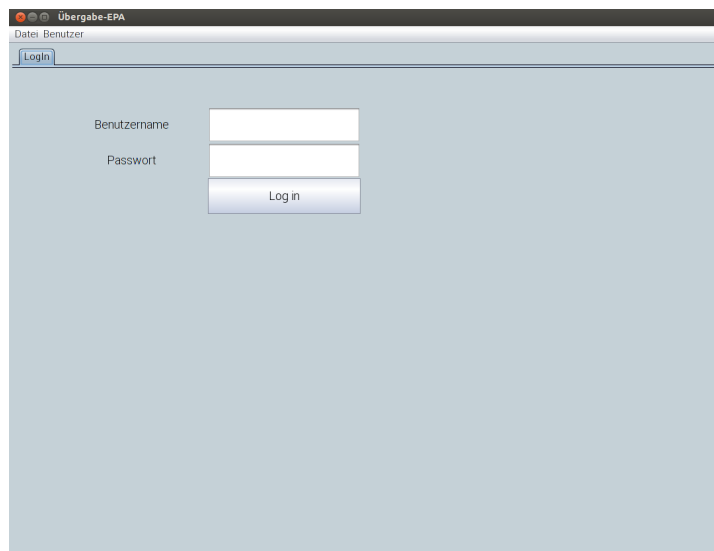 Übergabe-EPA
Datei Benutzer
LogIn
Benutzername
Passwort
Log in